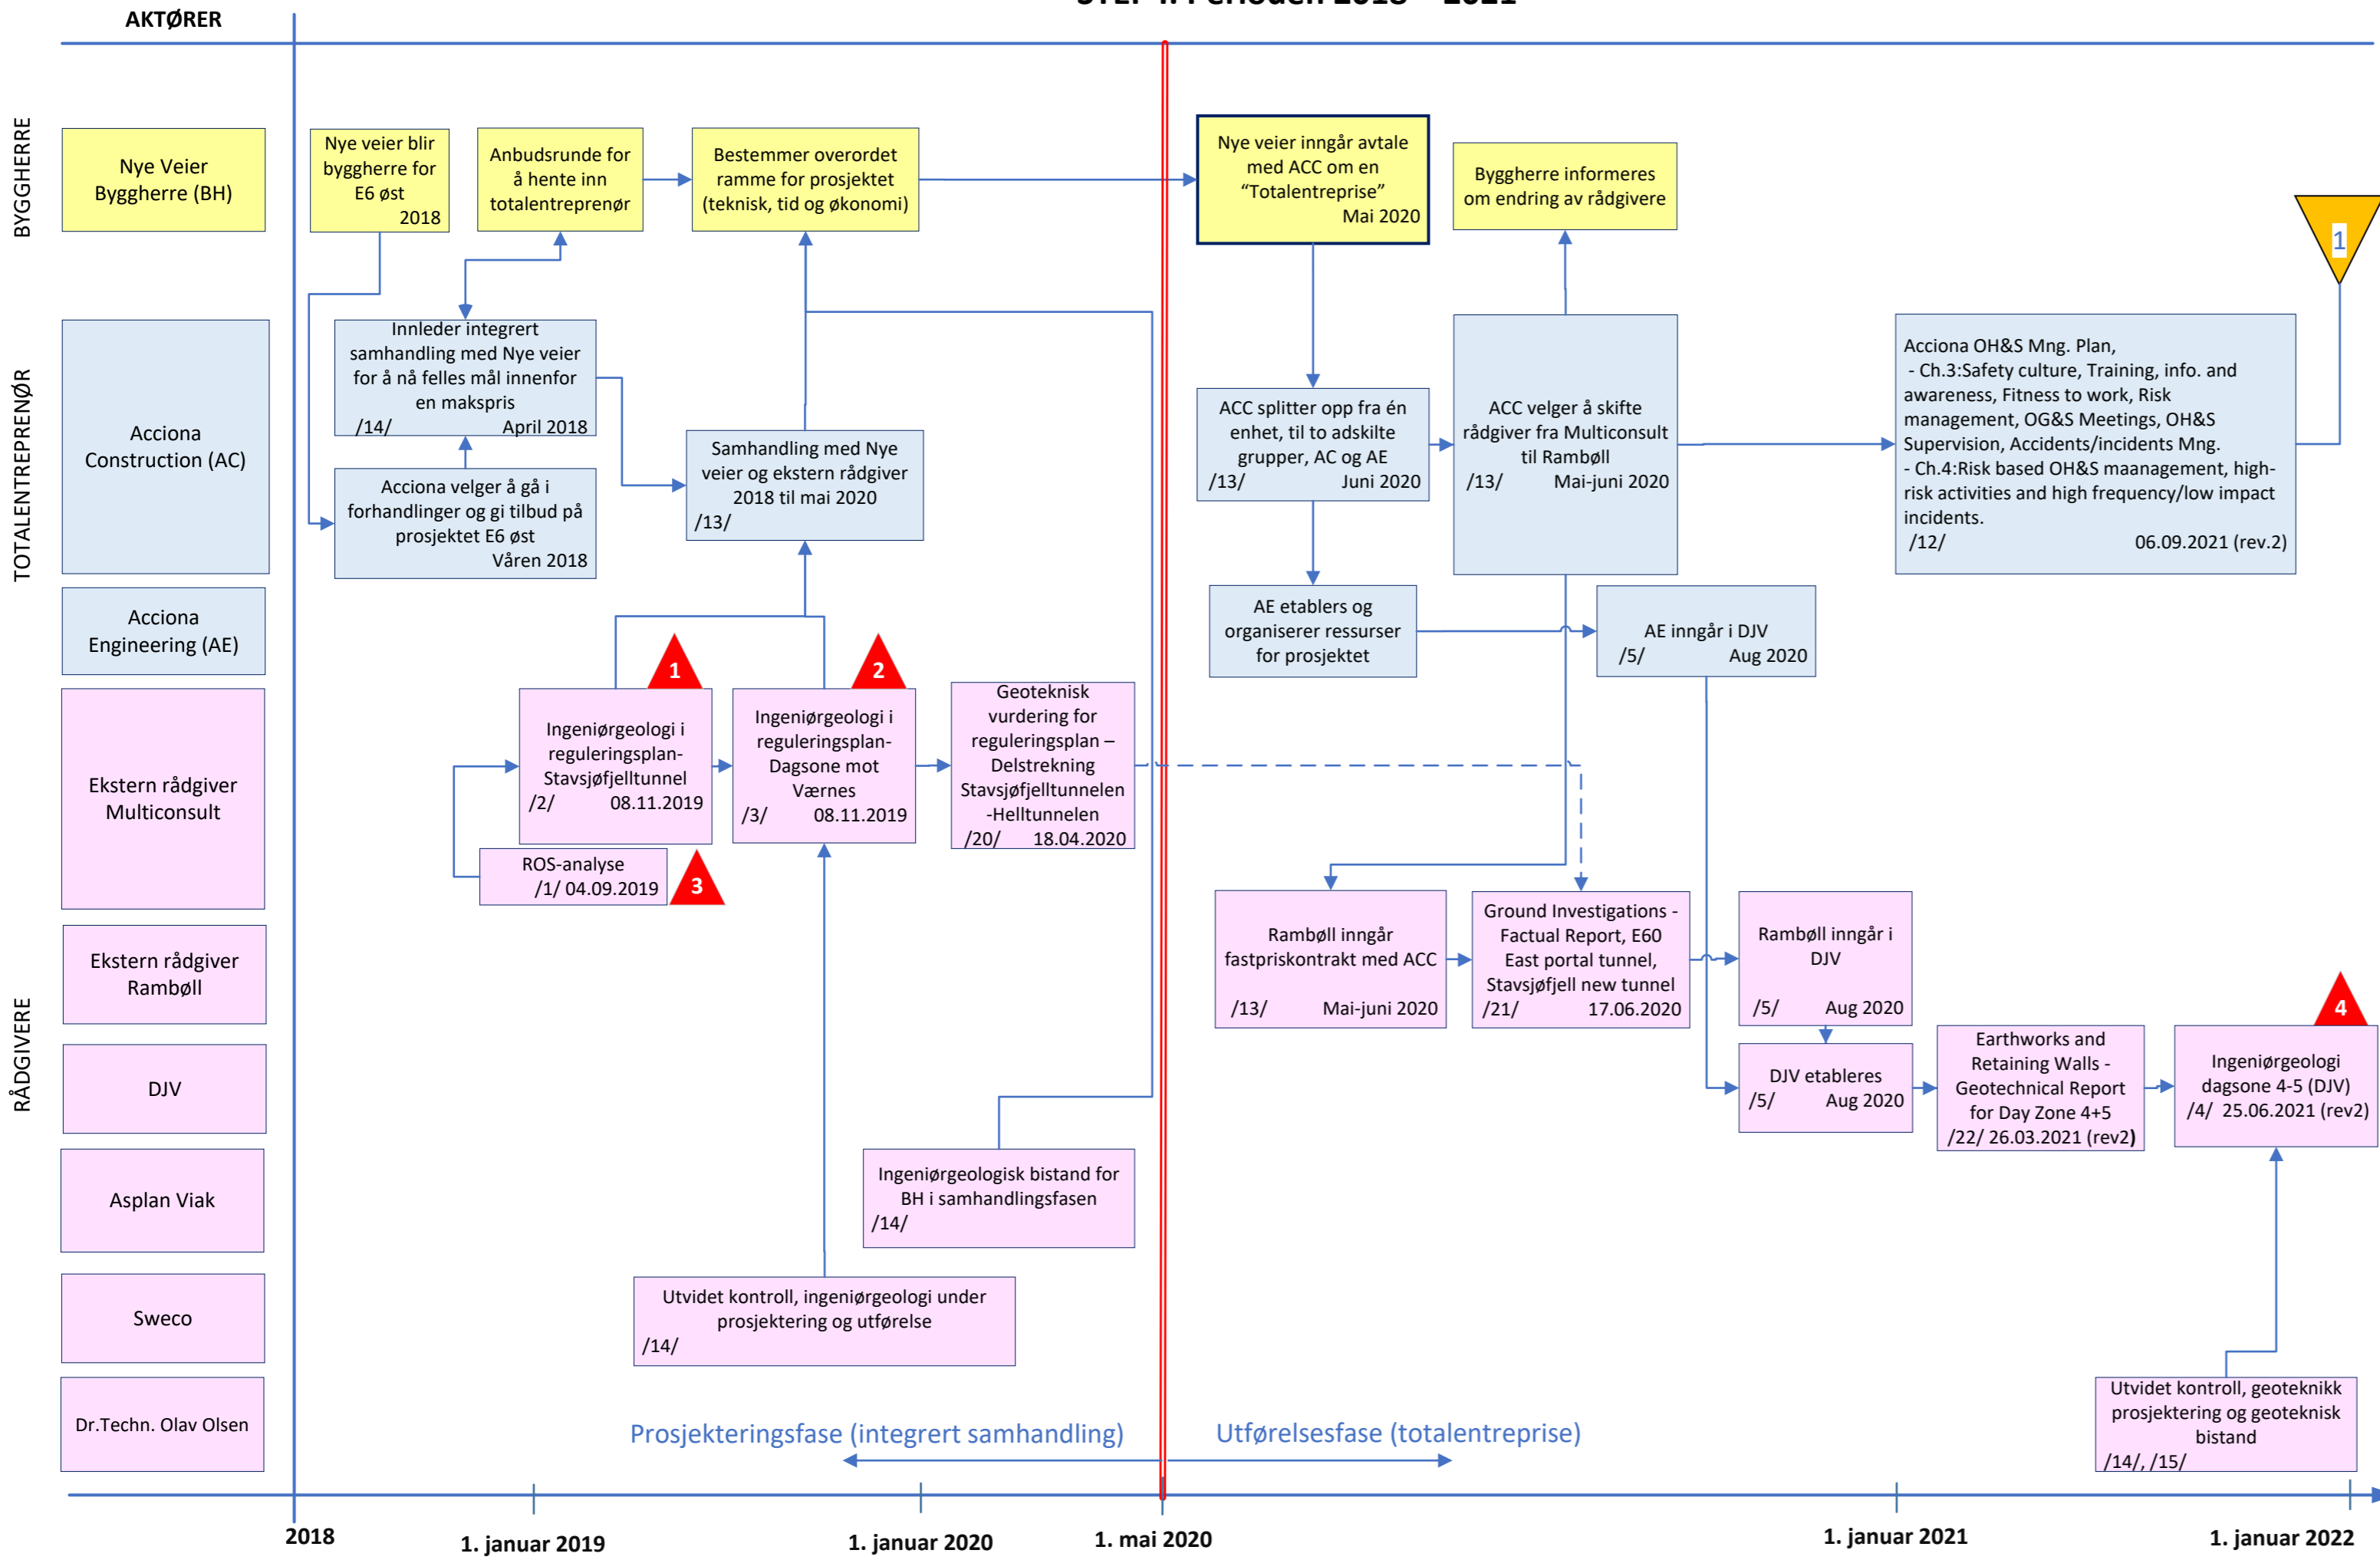 AKTØRER
BYGGHERRE
Nye Veier
Byggherre (BH)
Nye veier blir
byggherre for
E6 øst
2018
Anbudsrunde for
å hente inn
totalentreprenør
Bestemmer overordet
ramme for prosjektet
(teknisk, tid og økonomi)
Nye veier inngår avtale
med ACC om en
“Totalentreprise”
Mai 2020
Byggherre informeres
om endring av rådgivere
1
TOTALENTREPRENØR
Acciona
Construction (AC)
Innleder integrert
samhandling med Nye veier
for å nå felles mål innenfor
en makspris
/14/ April 2018
Acciona velger å gå i
forhandlinger og gi tilbud på
prosjektet E6 øst
Våren 2018
Samhandling med Nye
veier og ekstern rådgiver
2018 til mai 2020
/13/
ACC splitter opp fra én
enhet, til to adskilte
grupper, AC og AE
/13/ Juni 2020
ACC velger å skifte
rådgiver fra Multiconsult
til Rambøll
/13/ Mai-juni 2020
Acciona OH&S Mng. Plan,
- Ch.3:Safety culture, Training, info. and
awareness, Fitness to work, Risk
management, OG&S Meetings, OH&S
Supervision, Accidents/incidents Mng.
- Ch.4:Risk based OH&S maanagement, high-
risk activities and high frequency/low impact
incidents.
/12/ 06.09.2021 (rev.2)
Acciona
Engineering (AE)
AE etablers og
organiserer ressurser
for prosjektet
AE inngår i DJV
/5/ Aug 2020
RÅDGIVERE
Ekstern rådgiver
Multiconsult
1
Ingeniørgeologi i
reguleringsplan-
Stavsjøfjelltunnel
/2/ 08.11.2019
2
Ingeniørgeologi i
reguleringsplan-
Dagsone mot
Værnes
/3/ 08.11.2019
Geoteknisk
vurdering for
reguleringsplan –
Delstrekning
Stavsjøfjelltunnelen
-Helltunnelen
/20/ 18.04.2020
ROS-analyse
/1/ 04.09.2019
3
Ekstern rådgiver
Rambøll
Rambøll inngår
fastpriskontrakt med ACC
/13/ Mai-juni 2020
Ground Investigations -
Factual Report, E60
East portal tunnel,
Stavsjøfjell new tunnel
/21/ 17.06.2020
Rambøll inngår i
DJV
/5/ Aug 2020
4
DJV
DJV etableres
/5/ Aug 2020
Earthworks and
Retaining Walls -
Geotechnical Report
for Day Zone 4+5
/22/ 26.03.2021 (rev2)
Ingeniørgeologi
dagsone 4-5 (DJV)
/4/ 25.06.2021 (rev2)
Asplan Viak
Ingeniørgeologisk bistand for
BH i samhandlingsfasen
/14/
Sweco
Utvidet kontroll, ingeniørgeologi under
prosjektering og utførelse
/14/
Dr.Techn. Olav Olsen
Utvidet kontroll, geoteknikk
prosjektering og geoteknisk
bistand
/14/, /15/
Prosjekteringsfase (integrert samhandling)
Utførelsesfase (totalentreprise)
2018
1. januar 2019
1. januar 2020
1. mai 2020
1. januar 2021
1. januar 2022